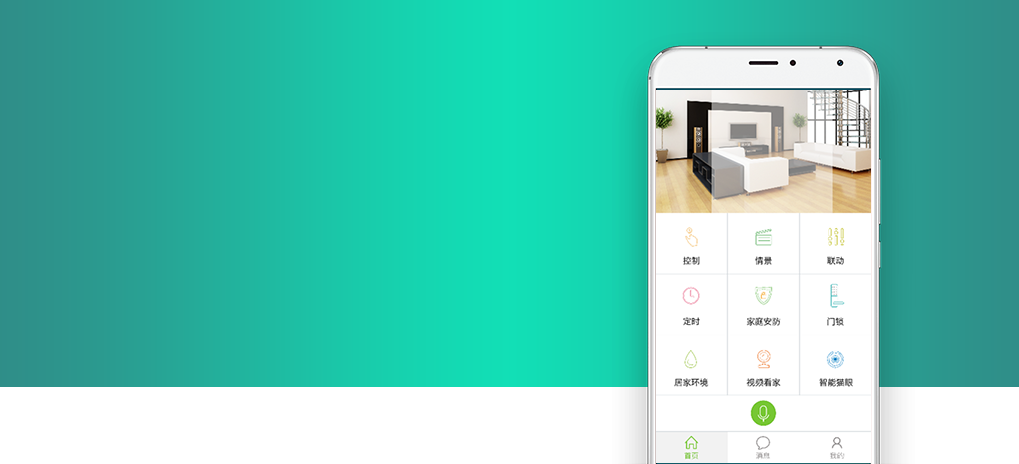 控制 情景 联动
定时 家庭安防 门锁
居家环境 视频看家 智能猫眼
首页 消息 我的